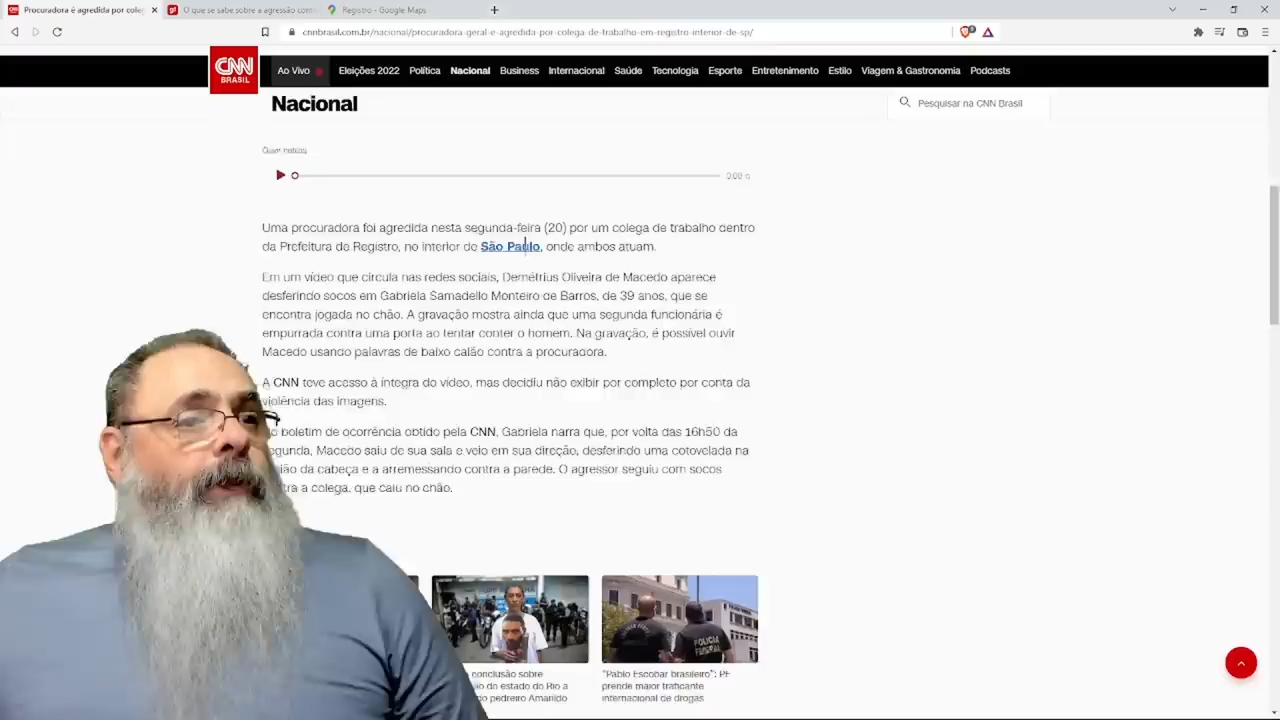 Procuradora é agredida por coleg
O que se sabe sobre a agressão cont
Registro - Google Maps
cnnbrasil.com.br/nacional/procuradora-geral-e-agredida-por-colega-de-trabalho-em-registro-interior-de-sp/
CNN
BRASIL
Ao Vivo
Eleições 2022
Política
Nacional
Business
Internacional
Saúde
Tecnologia
Esporte
Entretenimento
Estilo
Viagem & Gastronomia
Podcasts
Nacional
Pesquisar na CNN Brasil
Ouvir notícia
Uma procuradora foi agredida nesta segunda-feira (20) por um colega de trabalho dentro
da Prefeitura de Registro, no interior de São Paulo, onde ambos atuam.
Em um vídeo que circula nas redes sociais, Demétrius Oliveira de Macedo aparece
desferindo socos em Gabriela Samadello Monteiro de Barros, de 39 anos, que se
encontra jogada no chão. A gravação mostra ainda que uma segunda funcionária é
empurrada contra uma porta ao tentar conter o homem. Na gravação, é possível ouvir
Macedo usando palavras de baixo calão contra a procuradora.
A CNN teve acesso à íntegra do vídeo, mas decidiu não exibir por completo por conta da
violência das imagens.
o boletim de ocorrência obtido pela CNN, Gabriela narra que, por volta das 16h50 da
egunda, Macedo saiu de sua sala e veio em sua direção, desferindo uma cotovelada na
ião da cabeça e a arremessando contra a parede. O agressor seguiu com socos
tra a colega, que caiu no chão.
POLÍCIA
FEDERAL
conclusão sobre
io do estado do Rio a
do pedreiro Amarildo
"Pablo Escobar brasileiro": PF
prende maior traficante
internacional de drogas